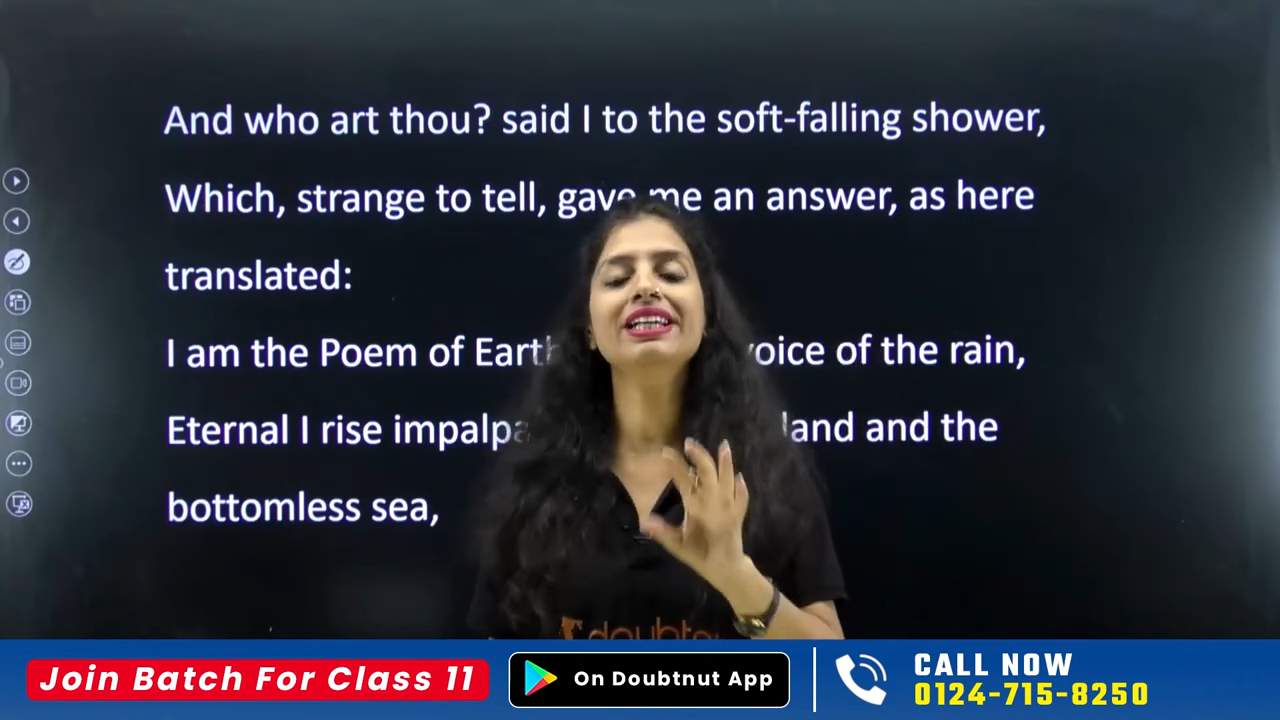 And who art thou? said I to the soft-falling shower,
Which, strange to tell, gave me an answer, as here
translated:
I am the Poem of Earth voice of the rain,
Eternal I rise land and the
bottomless sea,
Join Batch For Class 11
On Doubtnut App
CALL NOW
0124-715-8250